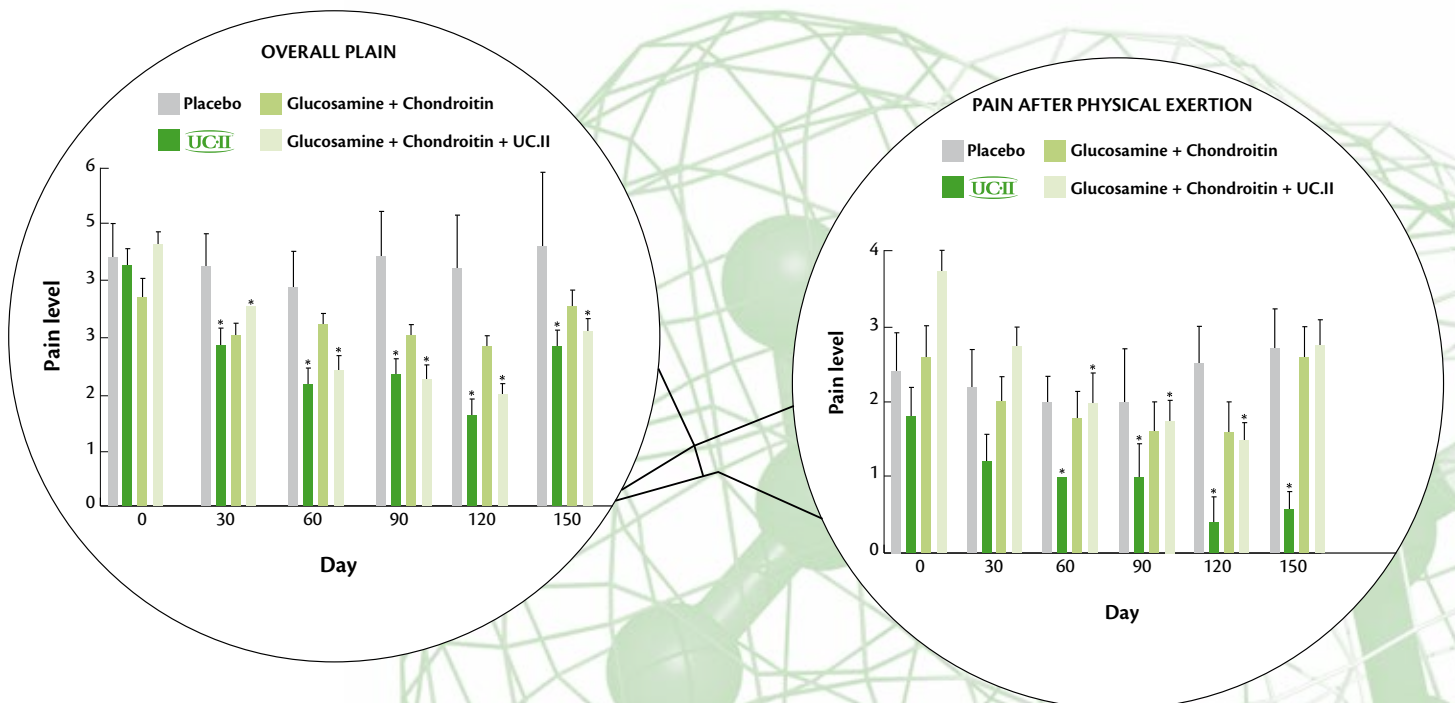 OVERALL PLAIN
Placebo Glucosamine + Chondroitin
UC·II Glucosamine + Chondroitin + UC.II
6
5
3
3
2
1
0
Pain level
* * * * * * * * * *
0 30 60 90 120 150
Day
PAIN AFTER PHYSICAL EXERTION
Placebo Glucosamine + Chondroitin
UC·II Glucosamine + Chondroitin + UC.II
4
3
2
1
0
Pain level
* * * * * * *
0 30 60 90 120 150
Day